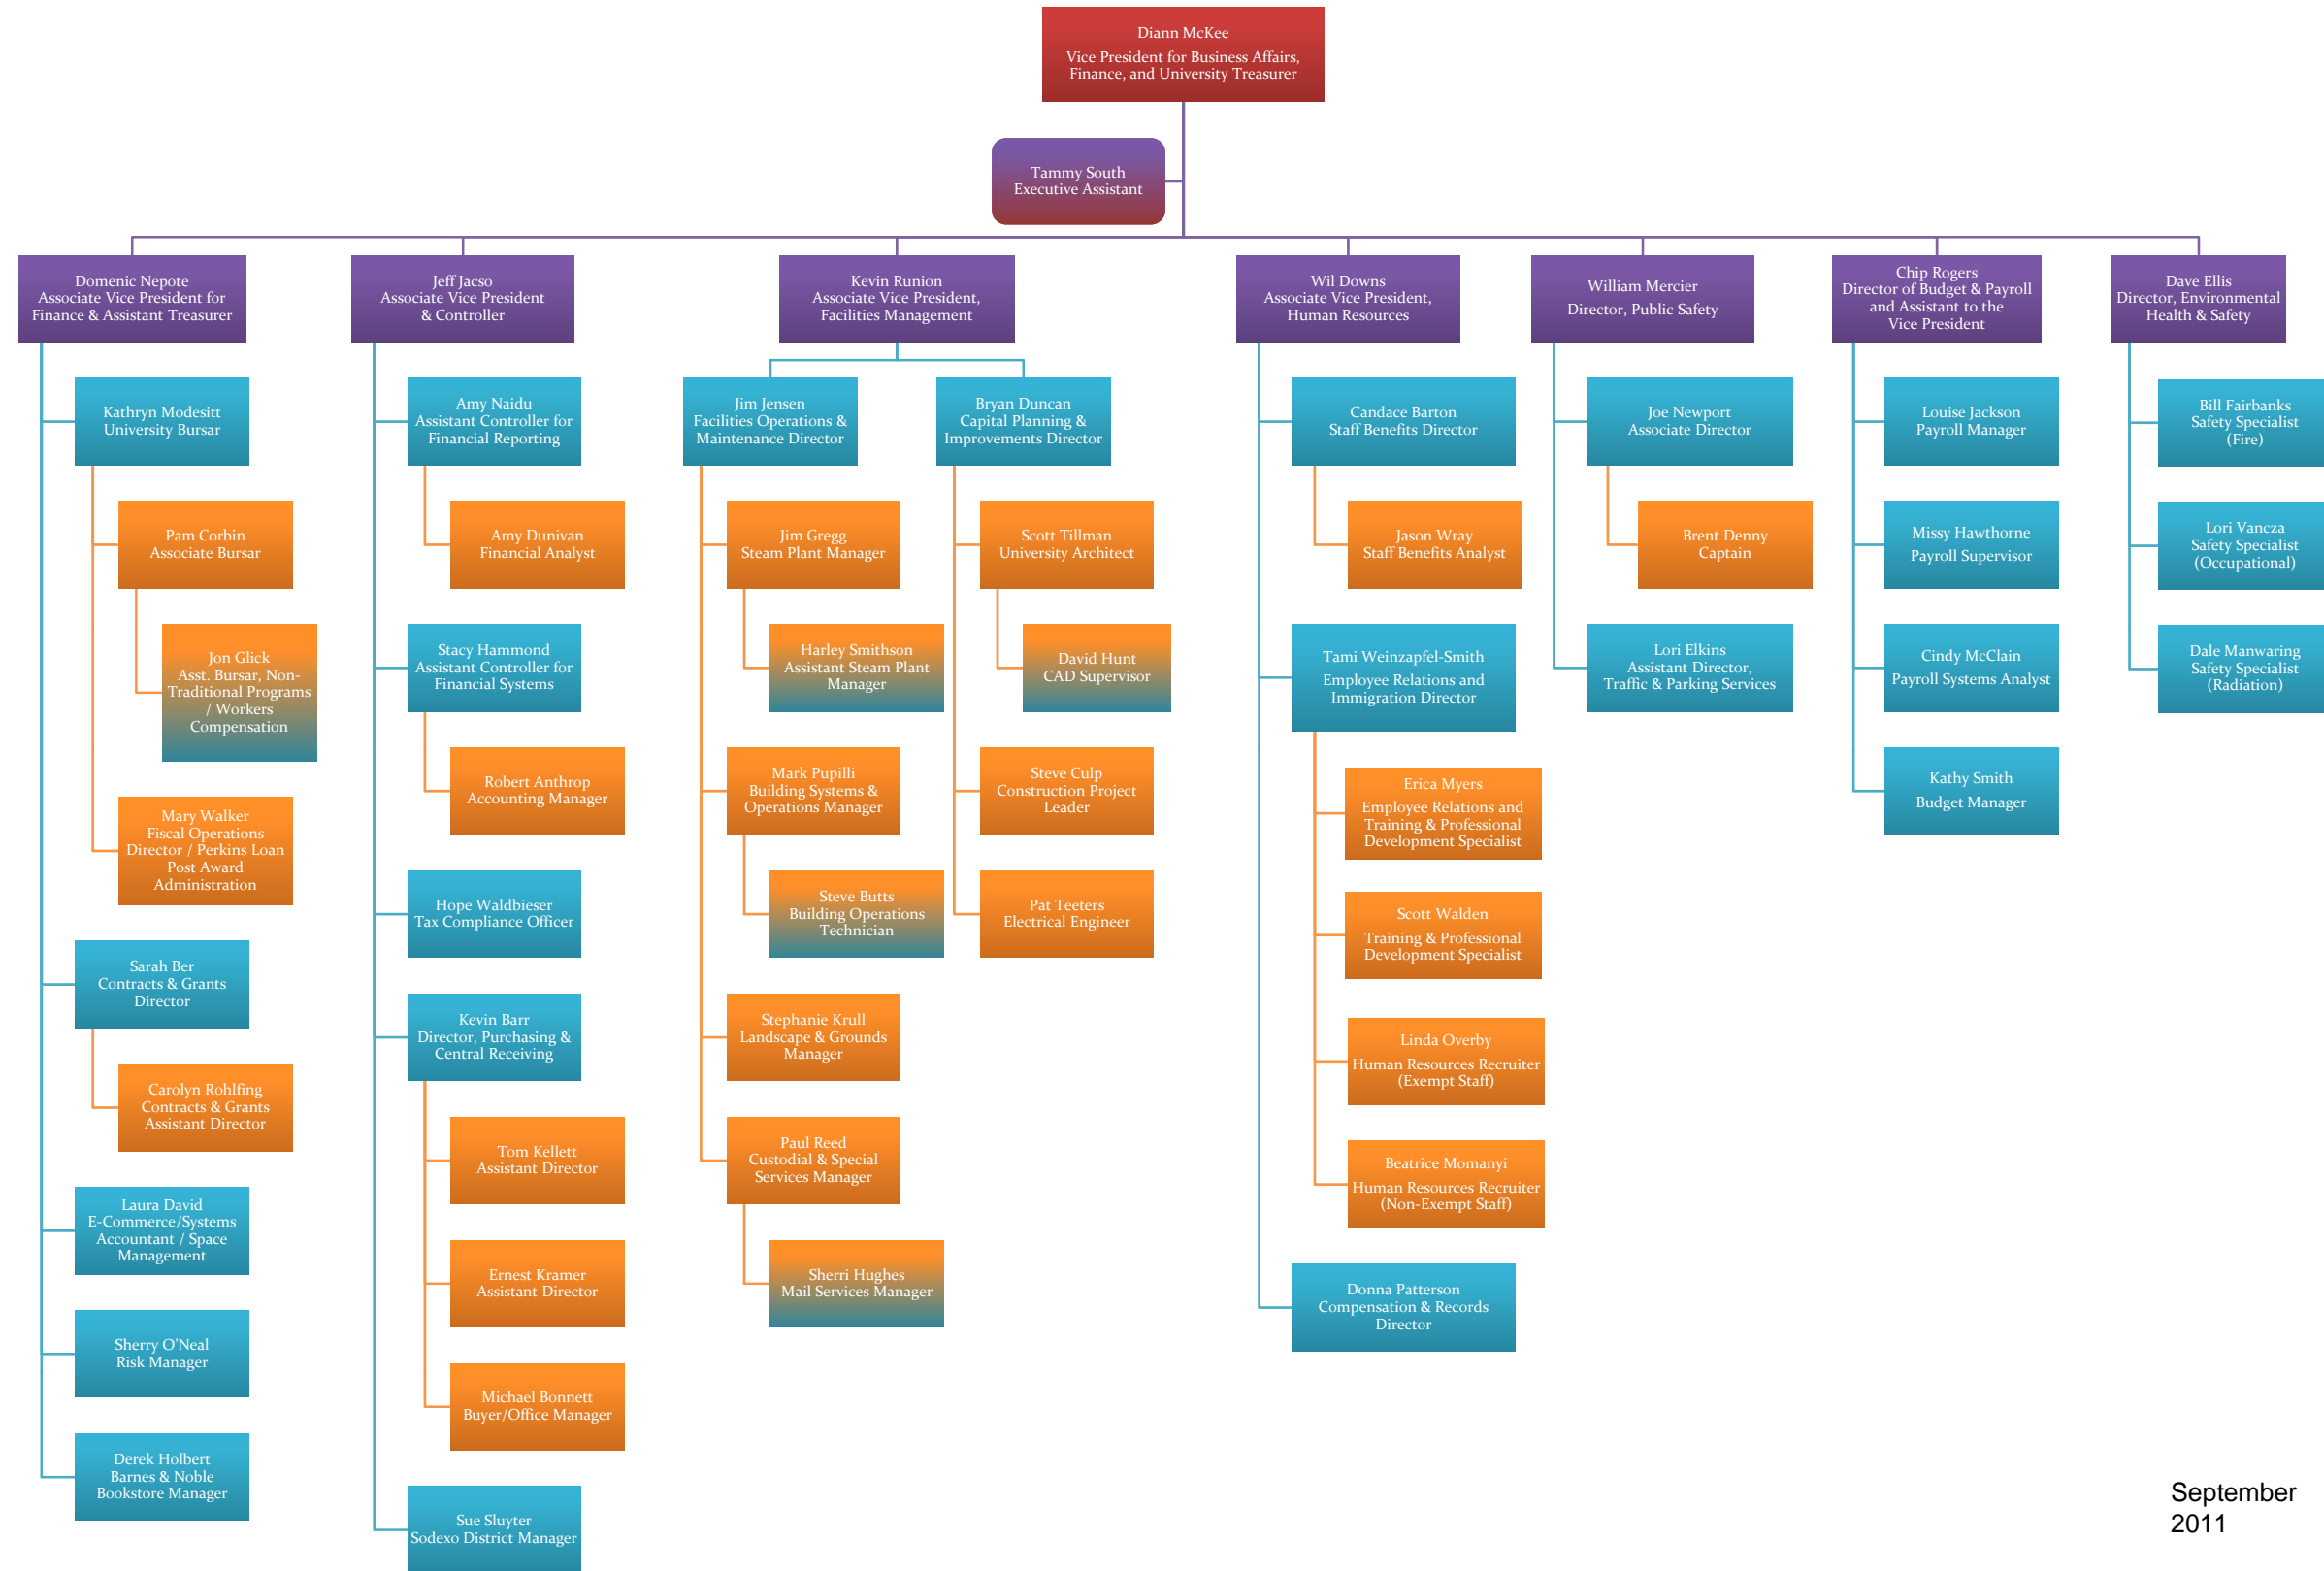 Diann McKee
Vice President for Business Affairs,
Finance, and University Treasurer
Tammy South
Executive Assistant
Domenic Nepote
Associate Vice President for
Finance & Assistant Treasurer
Kathryn Modesitt
University Bursar
Pam Corbin
Associate Bursar
Jon Glick
Asst. Bursar, Non-
Traditional Programs
/ Workers
Compensation
Mary Walker
Fiscal Operations
Director / Perkins Loan
Post Award
Administration
Sarah Ber
Contracts & Grants
Director
Carolyn Rohlfing
Contracts & Grants
Assistant Director
Laura David
E-Commerce/Systems
Accountant / Space
Management
Sherry O’Neal
Risk Manager
Derek Holbert
Barnes & Noble
Bookstore Manager
Jeff Jacso
Associate Vice President
& Controller
Amy Naidu
Assistant Controller for
Financial Reporting
Amy Dunivan
Financial Analyst
Stacy Hammond
Assistant Controller for
Financial Systems
Robert Anthrop
Accounting Manager
Hope Waldbieser
Tax Compliance Officer
Kevin Barr
Director, Purchasing &
Central Receiving
Tom Kellett
Assistant Director
Ernest Kramer
Assistant Director
Michael Bonnett
Buyer/Office Manager
Sue Sluyter
Sodexo District Manager
Kevin Runion
Associate Vice President,
Facilities Management
Jim Jensen
Facilities Operations &
Maintenance Director
Jim Gregg
Steam Plant Manager
Harley Smithson
Assistant Steam Plant
Manager
Mark Pupilli
Building Systems &
Operations Manager
Steve Butts
Building Operations
Technician
Stephanie Krull
Landscape & Grounds
Manager
Paul Reed
Custodial & Special
Services Manager
Sherri Hughes
Mail Services Manager
Bryan Duncan
Capital Planning &
Improvements Director
Scott Tillman
University Architect
David Hunt
CAD Supervisor
Steve Culp
Construction Project
Leader
Pat Teeters
Electrical Engineer
Wil Downs
Associate Vice President,
Human Resources
Candace Barton
Staff Benefits Director
Jason Wray
Staff Benefits Analyst
Tami Weinzapfel-Smith
Employee Relations and
Immigration Director
Erica Myers
Employee Relations and
Training & Professional
Development Specialist
Scott Walden
Training & Professional
Development Specialist
Linda Overby
Human Resources Recruiter
(Exempt Staff)
Beatrice Momanyi
Human Resources Recruiter
(Non-Exempt Staff)
Donna Patterson
Compensation & Records
Director
William Mercier
Director, Public Safety
Joe Newport
Associate Director
Brent Denny
Captain
Lori Elkins
Assistant Director,
Traffic & Parking Services
Chip Rogers
Director of Budget & Payroll
and Assistant to the
Vice President
Louise Jackson
Payroll Manager
Missy Hawthorne
Payroll Supervisor
Cindy McClain
Payroll Systems Analyst
Kathy Smith
Budget Manager
Dave Ellis
Director, Environmental
Health & Safety
Bill Fairbanks
Safety Specialist
(Fire)
Lori Vancza
Safety Specialist
(Occupational)
Dale Manwaring
Safety Specialist
(Radiation)
September
2011